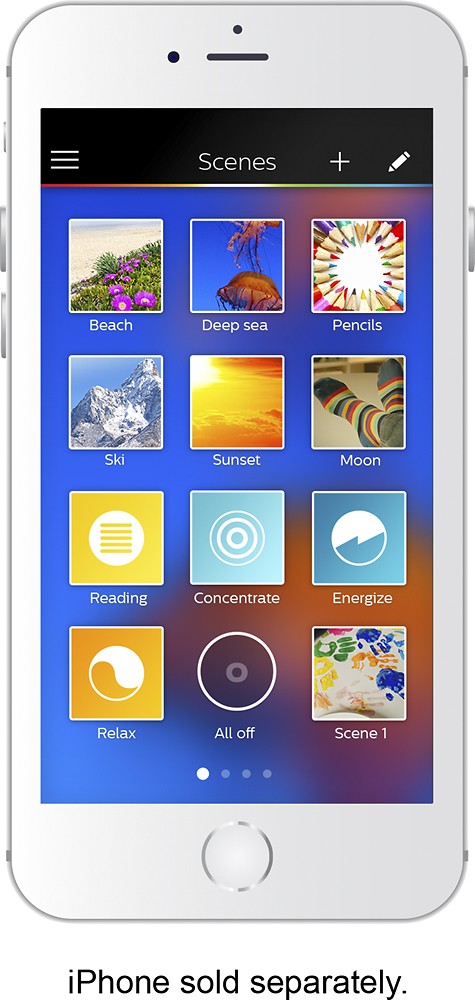 Scenes
Beach
Deep sea
Pencils
Ski
Sunset
Moon
Reading
Concentrate
Energize
Relax
All off
Scene 1
iPhone sold separately.